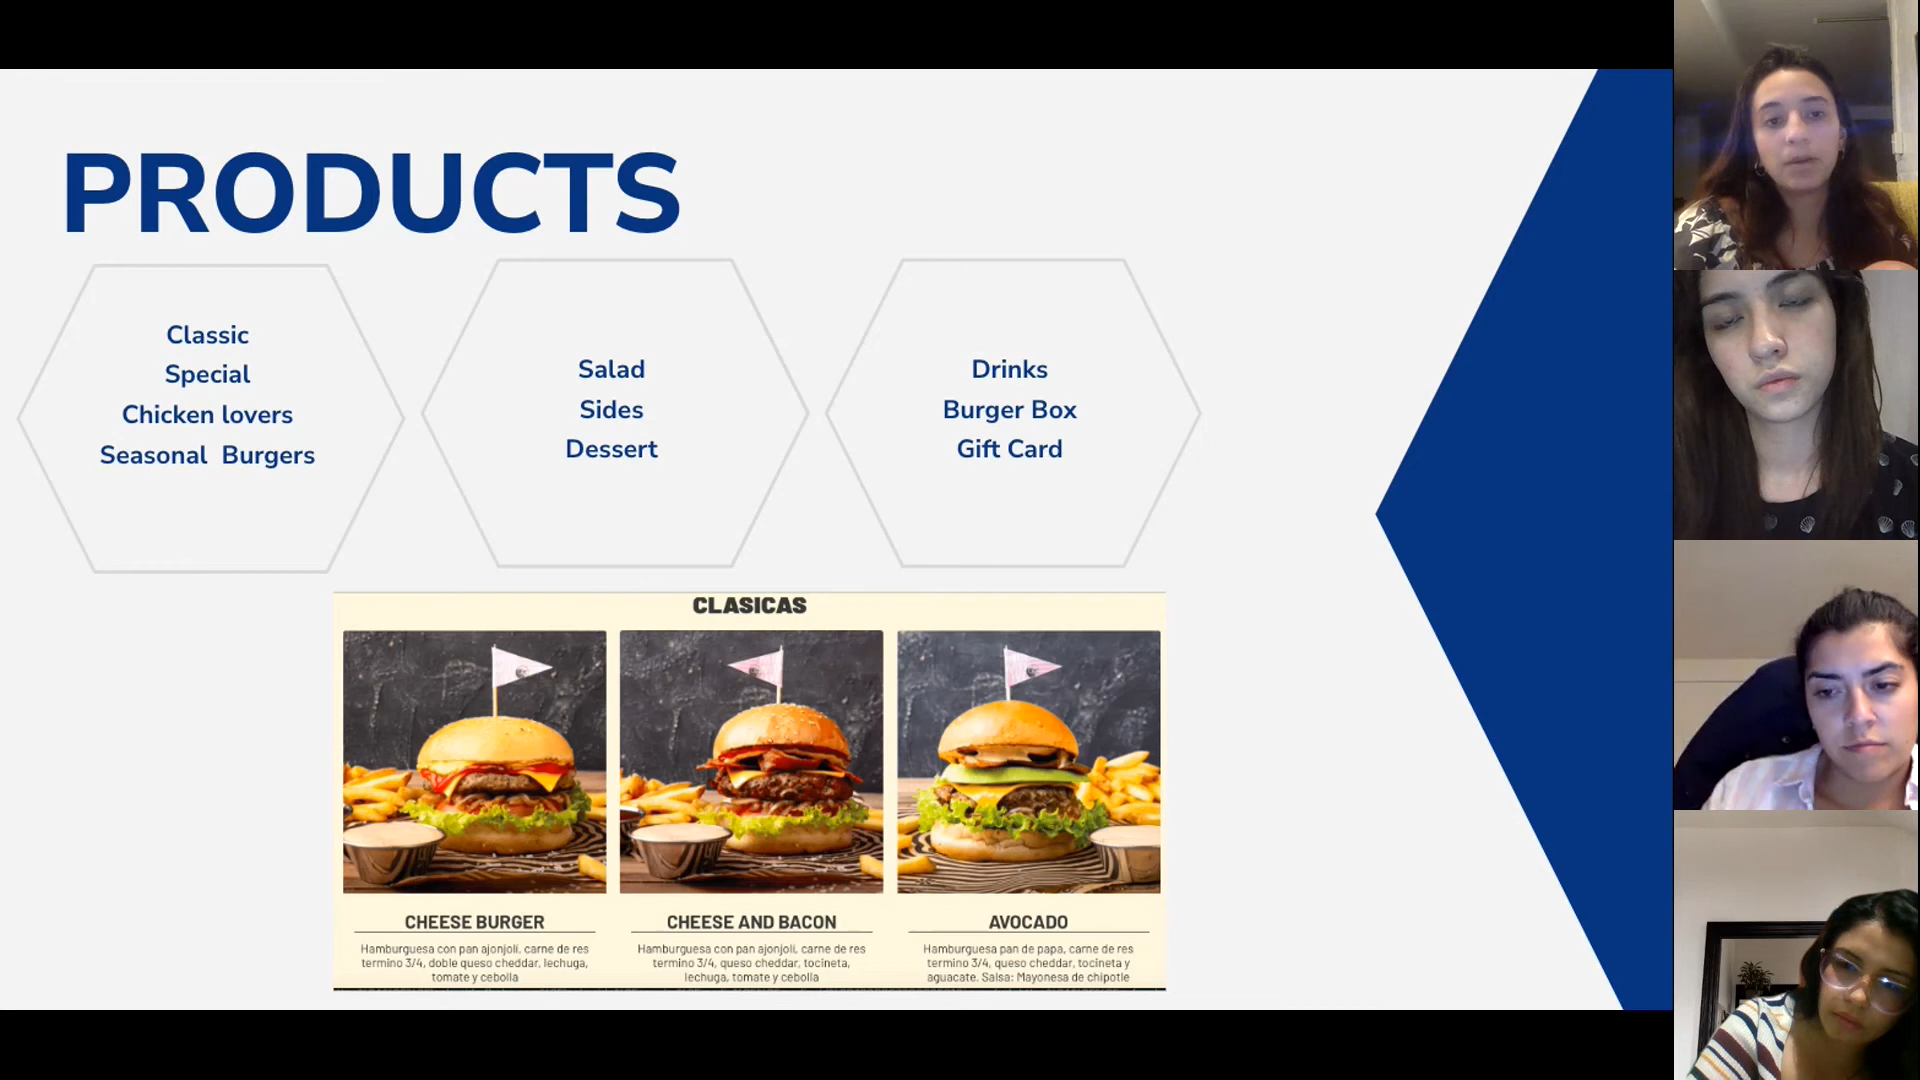 PRODUCTS
Classic
Special
Chicken lovers
Seasonal Burgers
Salad
Sides
Dessert
Drinks
Burger Box
Gift Card
CLASICAS
CHEESE BURGER
Hamburguesa con pan ajonjolí, carne de res
termino 3/4, doble queso cheddar, lechuga,
tomate y cebolla
CHEESE AND BACON
Hamburguesa con pan ajonjolí, carne de res
termino 3/4, queso cheddar, tocineta,
lechuga, tomate y cebolla
AVOCADO
Hamburguesa pan de papa, carne de res
termino 3/4, queso cheddar, tocineta y
aguacate. Salsa: Mayonesa de chipotle